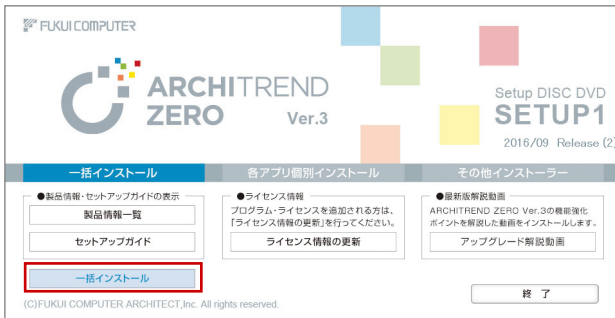 FUKUI COMPUTER
ARCHITREND
ZERO Ver.3
Setup DISC DVD
SETUP1
2016/09 Release (2)
一括インストール
各アプリ個別インストール
その他インストーラー
●製品情報・セットアップガイドの表示
製品情報一覧
セットアップガイド
●ライセンス情報
プログラム・ライセンスを追加される方は、
「ライセンス情報の更新」を行ってください。
ライセンス情報の更新
●最新版解説動画
ARCHITREND ZERO Ver.3の機能強化
ポイントを解説した動画をインストールします。
アップグレード解説動画
一括インストール
終 了
(C)FUKUI COMPUTER ARCHITECT,Inc. All rights reserved.